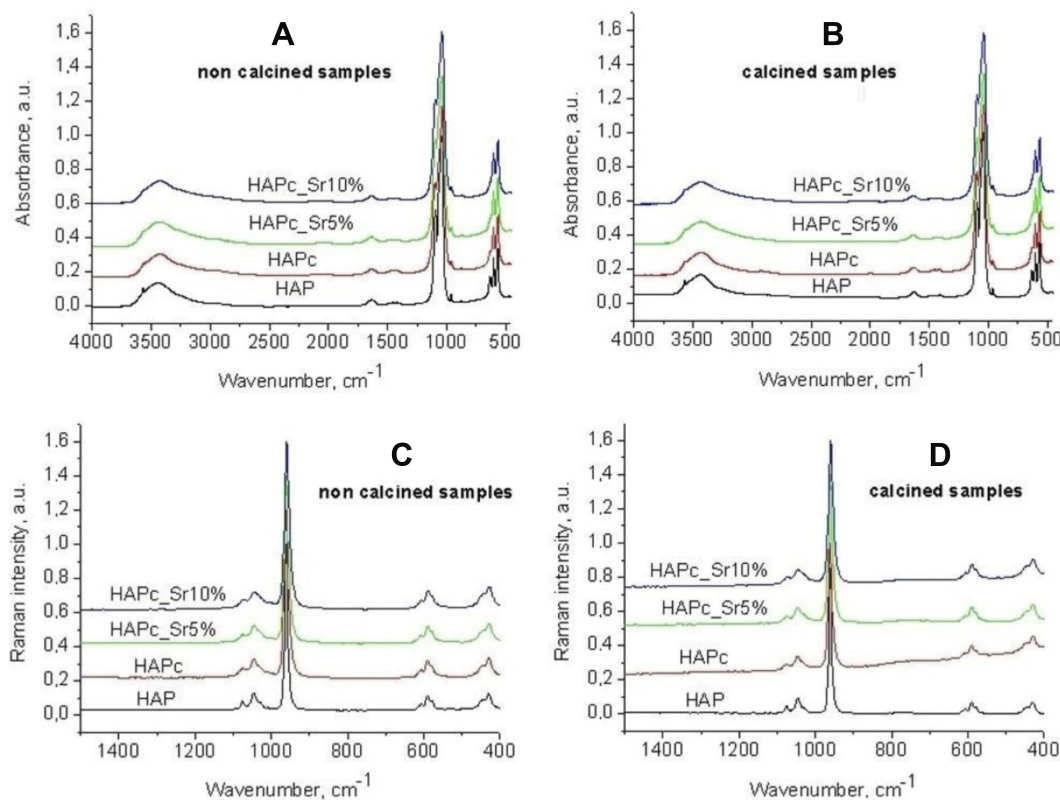 A
non calcined samples
Absorbance, a.u.
1,6
1,4
1,2
1,0
0,8
0,6
0,4
0,2
0,0
HAPc_Sr10%
HAPc_Sr5%
HAPc
HAP
4000 3500 3000 2500 2000 1500 1000 500
Wavenumber, cm-1
B
calcined samples
Absorbance, a.u.
1,6
1,4
1,2
1,0
0,8
0,6
0,4
0,2
0,0
HAPc_Sr10%
HAPc_Sr5%
HAPc
HAP
4000 3500 3000 2500 2000 1500 1000 500
Wavenumber, cm-1
C
non calcined samples
Raman intensity, a.u.
1,6
1,4
1,2
1,0
0,8
0,6
0,4
0,2
0,0
HAPc_Sr10%
HAPc_Sr5%
HAPc
HAP
1400 1200 1000 800 600 400
Wavenumber, cm-1
D
calcined samples
Raman intensity, a.u.
1,6
1,4
1,2
1,0
0,8
0,6
0,4
0,2
0,0
HAPc_Sr10%
HAPc_Sr5%
HAPc
HAP
1400 1200 1000 800 600 400
Wavenumber, cm-1